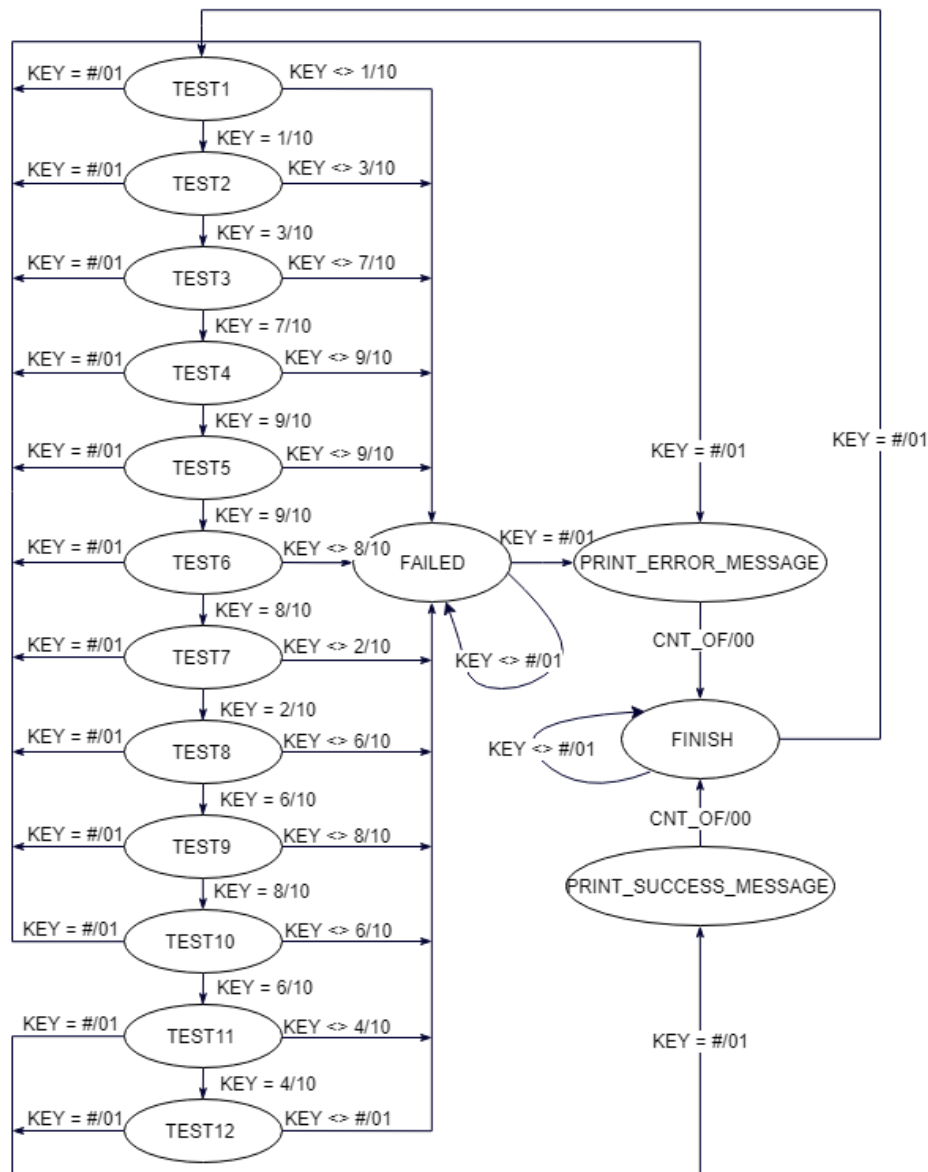 KEY = #/01
TEST1
KEY <> 1/10
KEY = 1/10
KEY = #/01
TEST2
KEY <> 3/10
KEY = 3/10
KEY = #/01
TEST3
KEY <> 7/10
KEY = 7/10
KEY = #/01
TEST4
KEY <> 9/10
KEY = 9/10
KEY = #/01
TEST5
KEY <> 9/10
KEY = 9/10
KEY = #/01
TEST6
KEY <> 8/10
KEY = 8/10
KEY = #/01
TEST7
KEY <> 2/10
KEY = 2/10
KEY = #/01
TEST8
KEY <> 6/10
KEY = 6/10
KEY = #/01
TEST9
KEY <> 8/10
KEY = 8/10
KEY = #/01
TEST10
KEY <> 6/10
KEY = 6/10
KEY = #/01
TEST11
KEY <> 4/10
KEY = 4/10
KEY = #/01
TEST12
KEY <> #/01
FAILED
KEY = #/01
KEY <> #/01
KEY = #/01
PRINT_ERROR_MESSAGE
CNT_OF/00
FINISH
KEY <> #/01
KEY = #/01
CNT_OF/00
PRINT_SUCCESS_MESSAGE
KEY = #/01